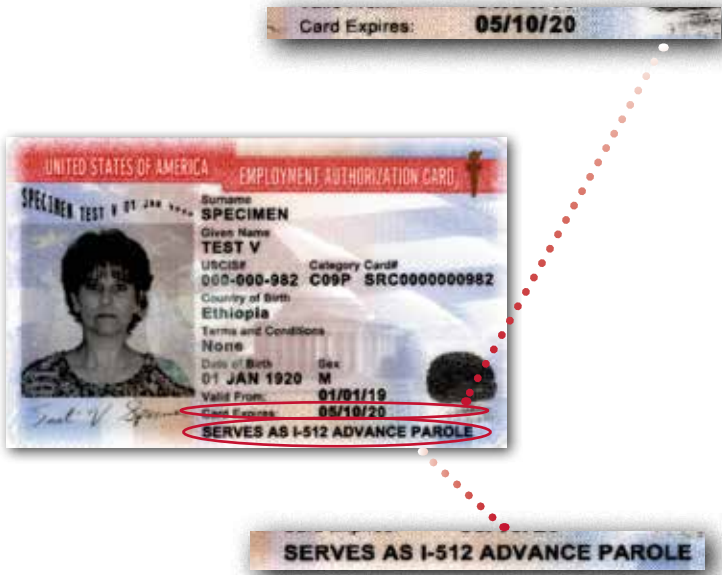 Card Expires: 05/10/20
UNITED STATES OF AMERICA EMPLOYMENT AUTHORIZATION CARD
SPECIMEN TEST V 01 JAN
Surname
SPECIMEN
Given Name
TEST V
USCIS# Category Card#
000-000-982 C09P SRC0000000982
Country of Birth
Ethiopia
Terms and Conditions
None
Date of Birth Sex
01 JAN 1920 M
Valid From: 01/01/19
Card Expires: 05/10/20
SERVES AS I-512 ADVANCE PAROLE
SERVES AS I-512 ADVANCE PAROLE